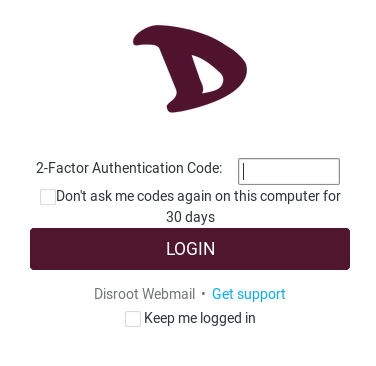 2-Factor Authentication Code:
Don't ask me codes again on this computer for
30 days
LOGIN
Disroot Webmail • Get support
Keep me logged in